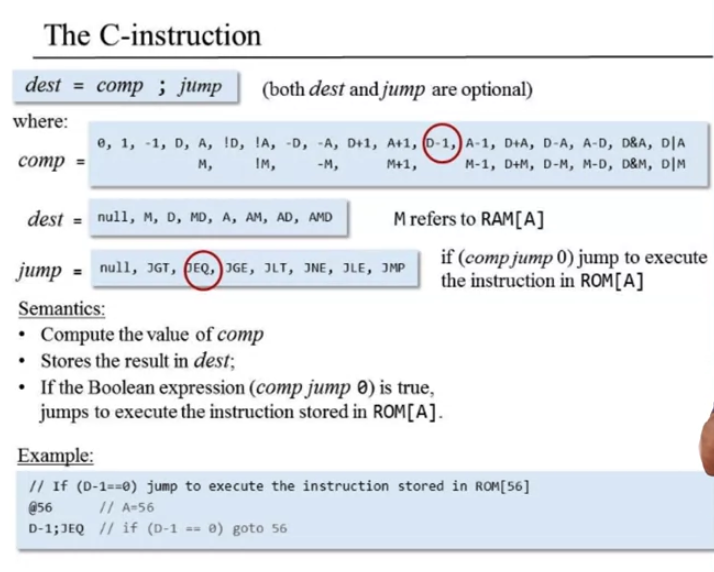 The C-instruction
dest = comp ; jump (both dest and jump are optional)
where:
comp = 0, 1, -1, D, A, !D, !A, -D, -A, D+1, A+1, D-1, A-1, D+A, D-A, A-D, D&A, D|A
M, !M, -M, M+1, M-1, D+M, D-M, M-D, D&M, D|M
dest = null, M, D, MD, A, AM, AD, AMD M refers to RAM[A]
jump = null, JGT, JEQ, JGE, JLT, JNE, JLE, JMP if (comp jump 0) jump to execute
the instruction in ROM[A]
Semantics:
• Compute the value of comp
• Stores the result in dest;
• If the Boolean expression (comp jump 0) is true,
jumps to execute the instruction stored in ROM[A].
Example:
// If (D-1==0) jump to execute the instruction stored in ROM[56]
@56 // A=56
D-1;JEQ // if (D-1 == 0) goto 56